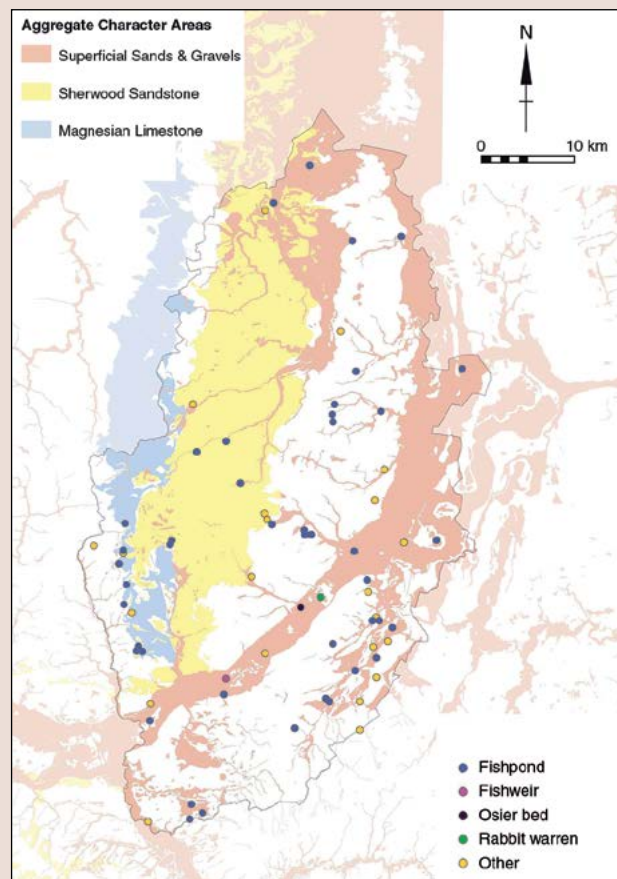 Aggregate Character Areas
Superficial Sands & Gravels
Sherwood Sandstone
Magnesian Limestone
N
0 10 km
Fishpond
Fishweir
Osier bed
Rabbit warren
Other